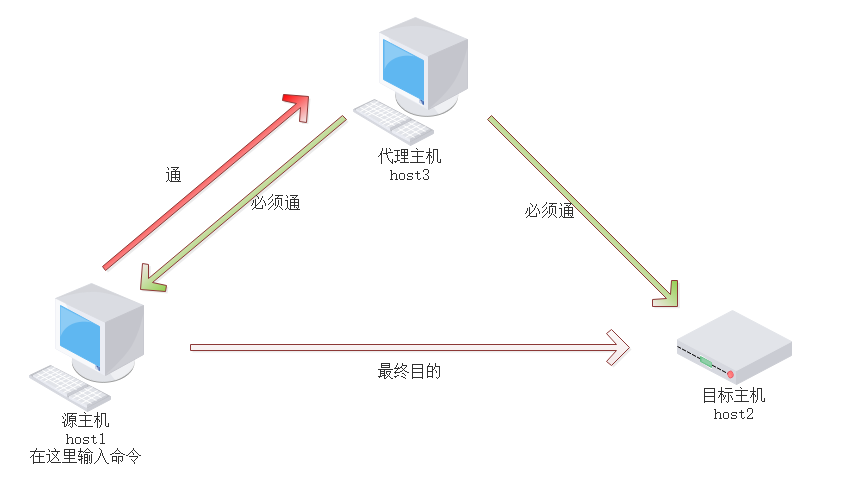 代理主机
host3
通
必须通
必须通
最终目的
目标主机
host2
源主机
host1
在这里输入命令